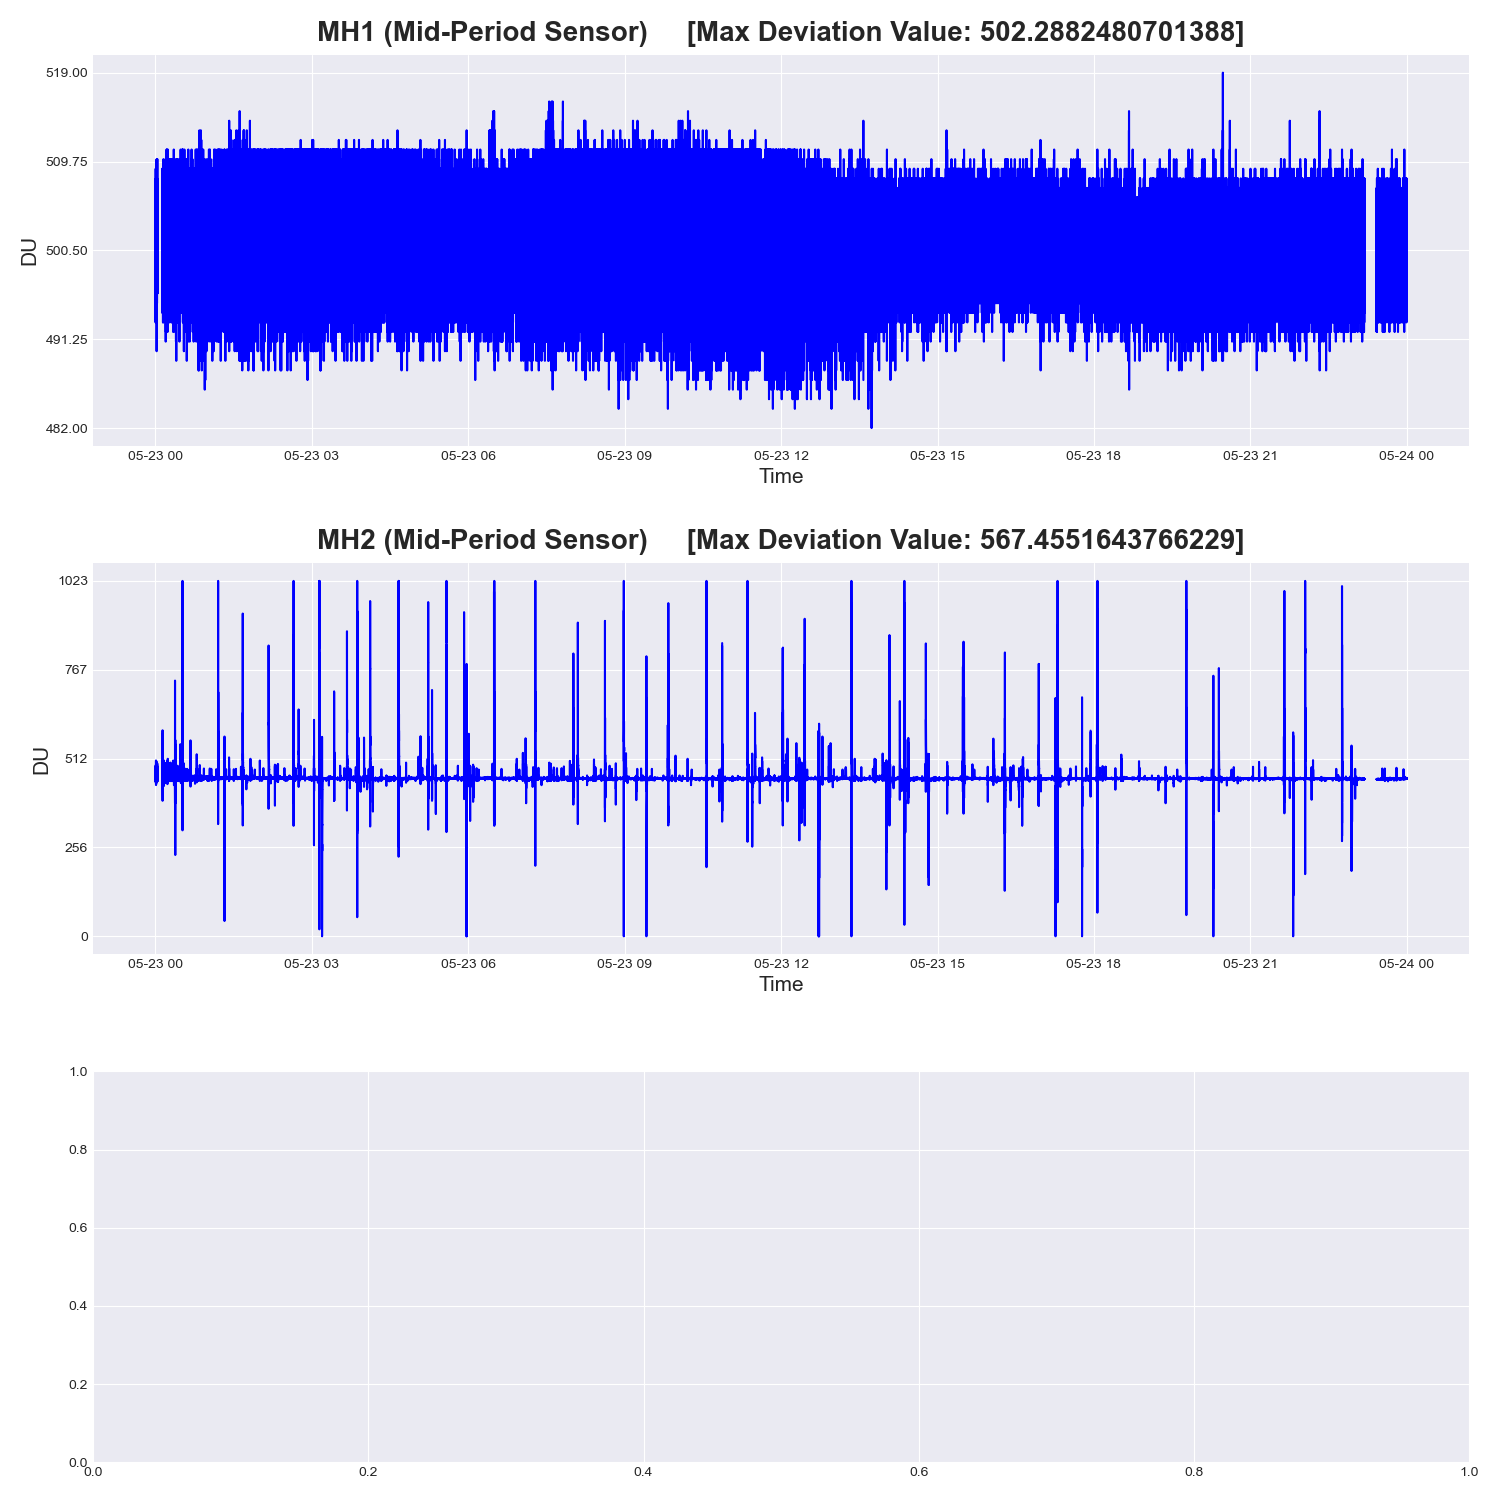 MH1 (Mid-Period Sensor) [Max Deviation Value: 502.2882480701388]
519.00
509.75
500.50
491.25
482.00
DU
05-23 00 05-23 03 05-23 06 05-23 09 05-23 12 05-23 15 05-23 18 05-23 21 05-24 00
Time
MH2 (Mid-Period Sensor) [Max Deviation Value: 567.4551643766229]
1023
767
512
256
0
DU
05-23 00 05-23 03 05-23 06 05-23 09 05-23 12 05-23 15 05-23 18 05-23 21 05-24 00
Time
1.0
0.8
0.6
0.4
0.2
0.0
0.0 0.2 0.4 0.6 0.8 1.0